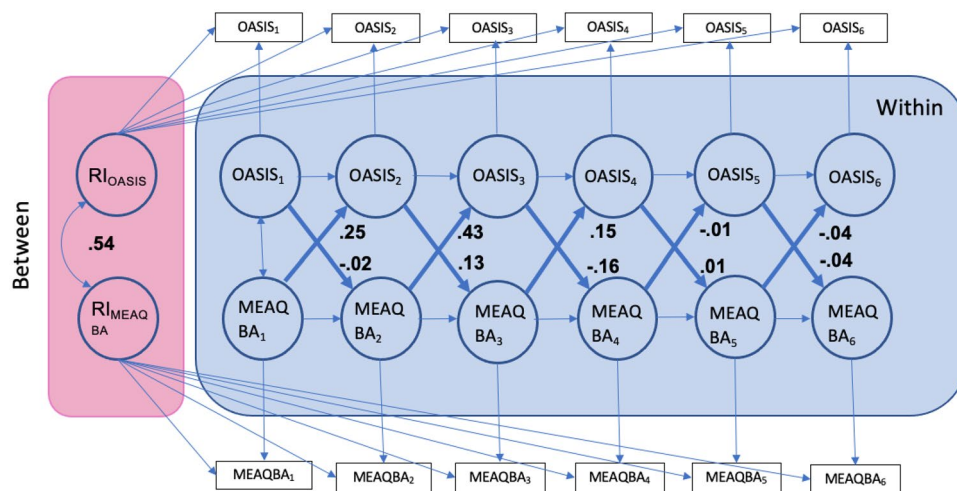 OASIS₁ OASIS₂ OASIS₃ OASIS₄ OASIS₅ OASIS₆
Within
Between
RI_OASIS OASIS₁ OASIS₂ OASIS₃ OASIS₄ OASIS₅ OASIS₆
.54 .25 .43 .15 -.01 -.04
-.02 .13 -.16 .01 -.04
RI_MEAQ MEAQ MEAQ MEAQ MEAQ MEAQ MEAQ
BA BA₁ BA₂ BA₃ BA₄ BA₅ BA₆
MEAQBA₁ MEAQBA₂ MEAQBA₃ MEAQBA₄ MEAQBA₅ MEAQBA₆